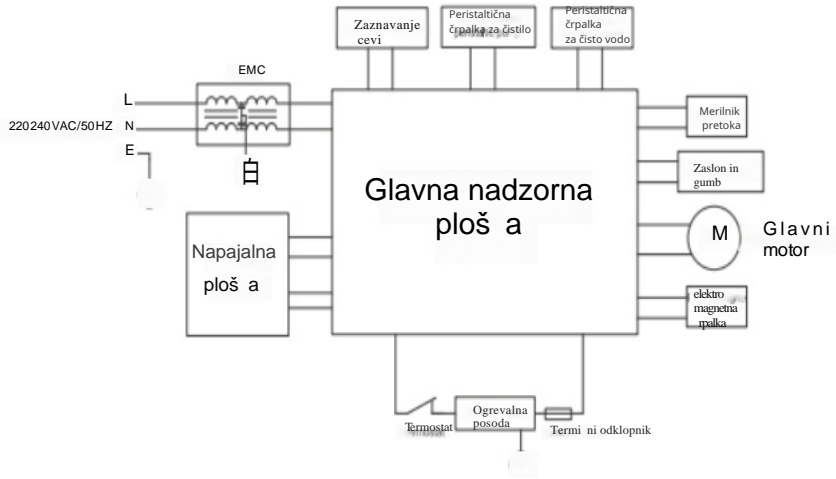 Zaznavanje
cevi
Peristaltična
črpalka za čistilo
Peristaltična
črpalka
za čisto vodo
EMC
L
220240VAC/50HZ N
E
白
Merilnik
pretoka
Zaslon in
gumb
Glavna nadzorna
ploš a
M
Glavni
motor
Napajalna
ploš a
elektro
magnetna
rpalka
Termostat
Ogrevalna
posoda
Termi ni odklopnik